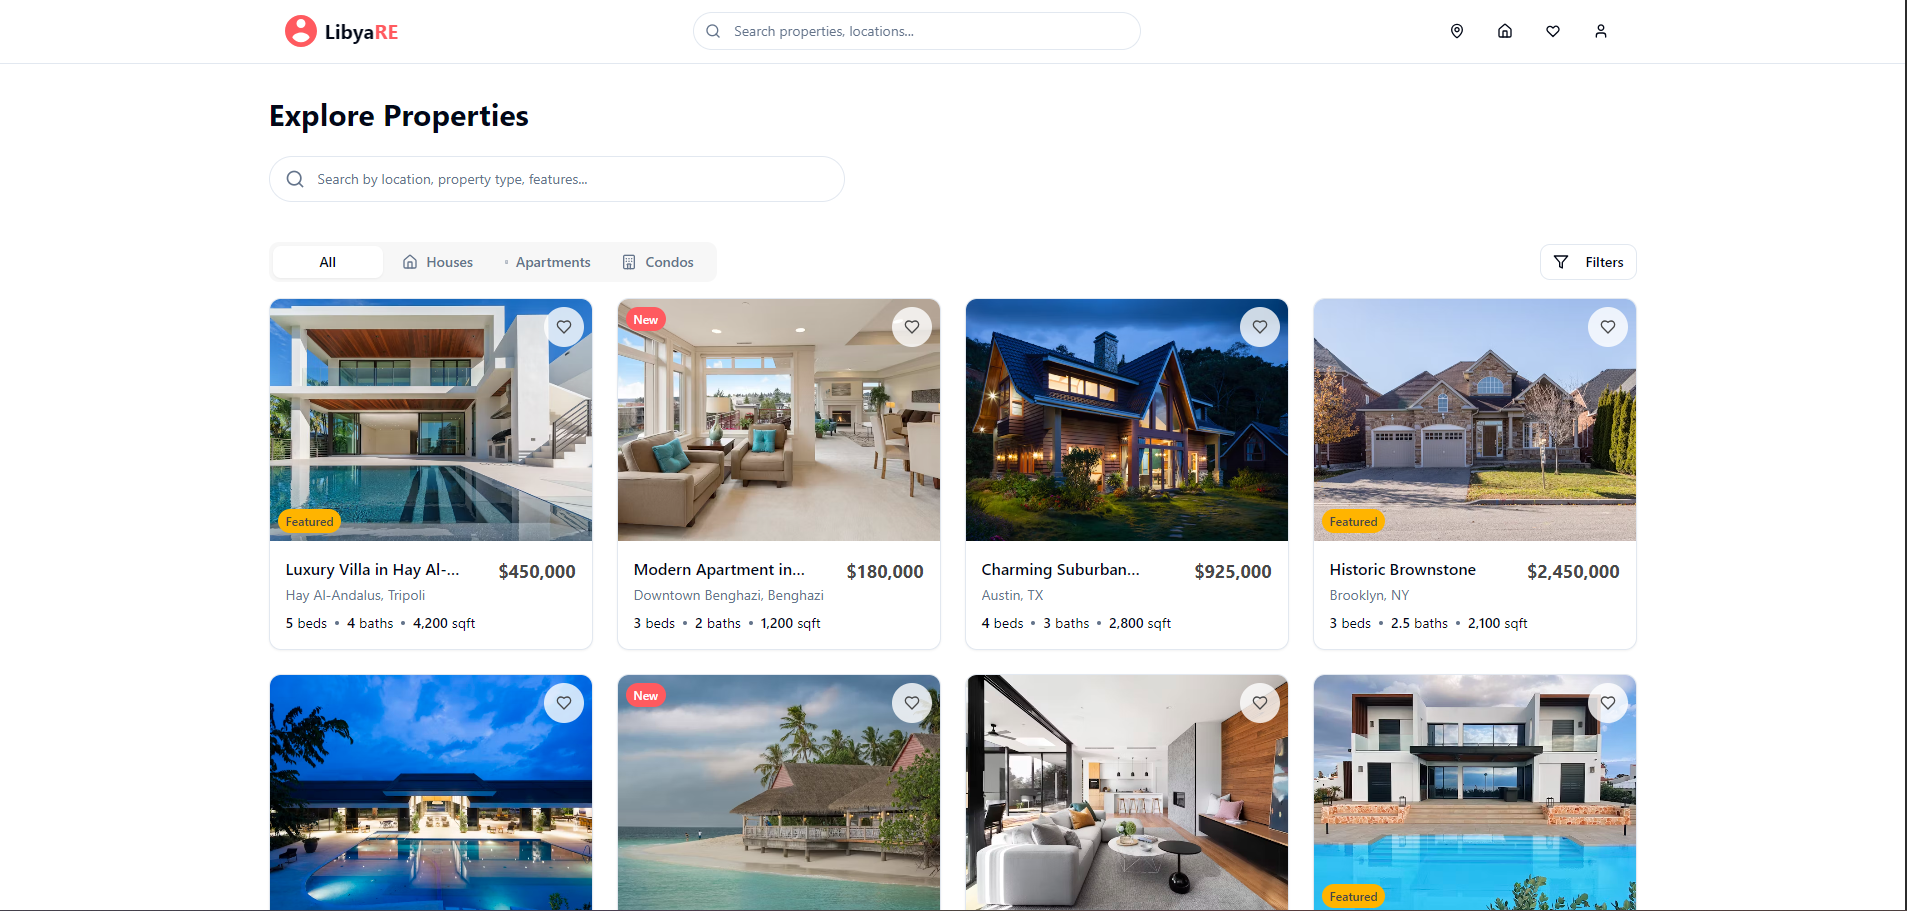 LibyaRE
Search properties, locations...
Explore Properties
Search by location, property type, features...
All
Houses
Apartments
Condos
Filters
Featured
Luxury Villa in Hay Al-...
$450,000
Hay Al-Andalus, Tripoli
5 beds • 4 baths • 4,200 sqft
New
Modern Apartment in...
$180,000
Downtown Benghazi, Benghazi
3 beds • 2 baths • 1,200 sqft
Charming Suburban...
$925,000
Austin, TX
4 beds • 3 baths • 2,800 sqft
Featured
Historic Brownstone
$2,450,000
Brooklyn, NY
3 beds • 2.5 baths • 2,100 sqft
New
Featured